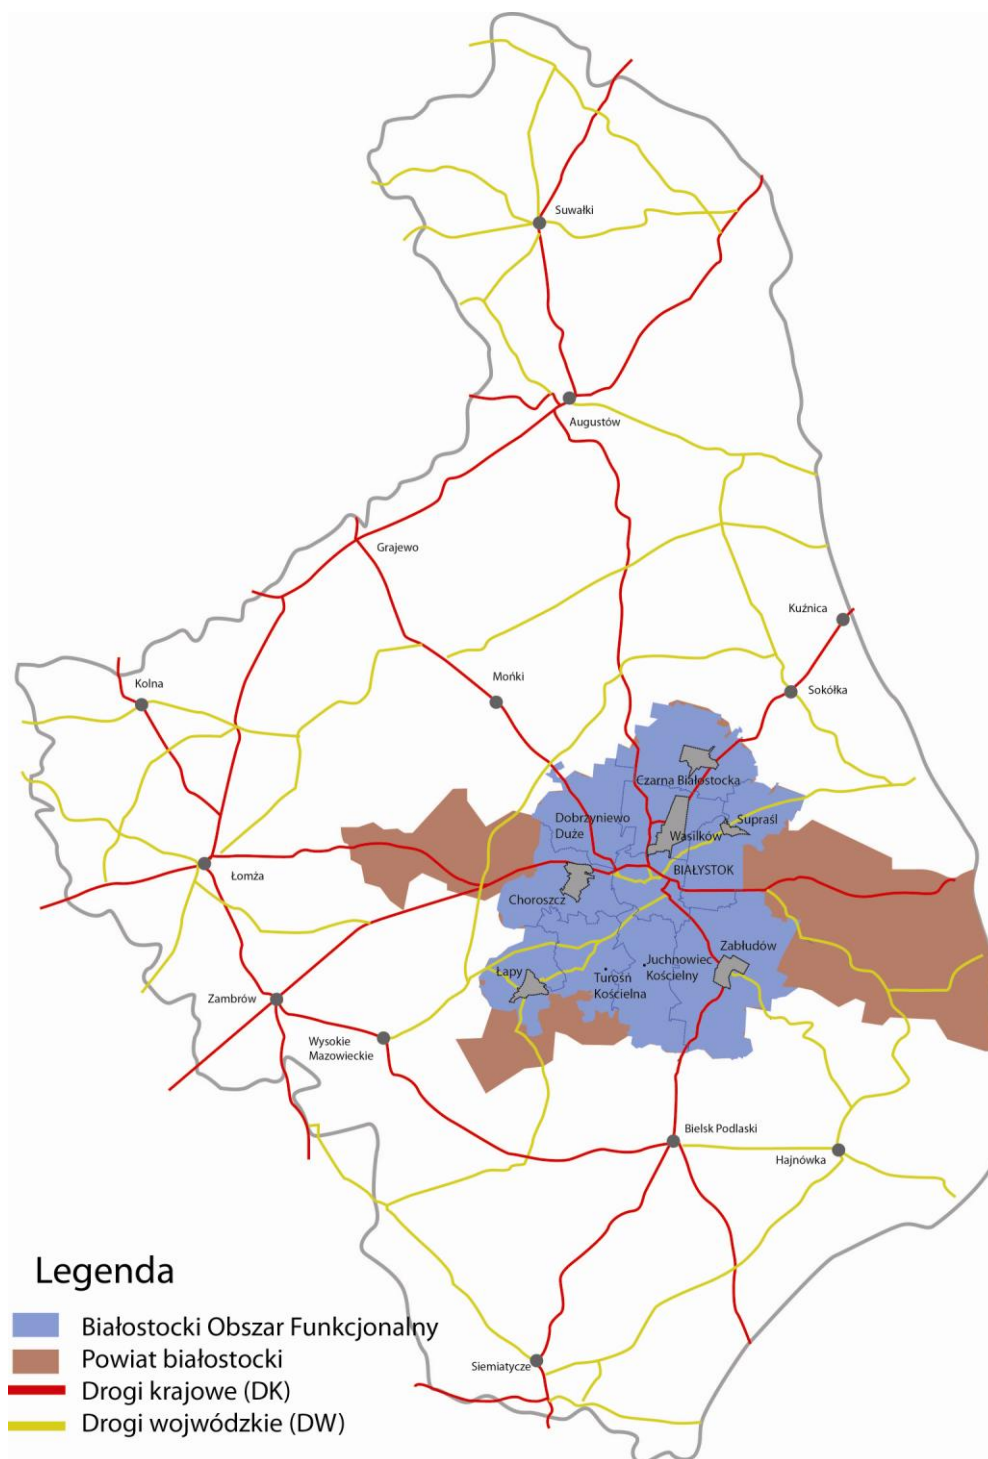 Suwałki
Augustów
Grajewo
Kuźnica
Kolna
Mońki
Sokółka
Czarna Białostocka
Dobrzyniewo
Duże
Supraśl
Wasilków
Łomża
BIAŁYSTOK
Choroszcz
Zabłudów
Juchnowiec
Kościelny
Łapy
Turośń
Kościelna
Zambrów
Wysokie
Mazowieckie
Bielsk Podlaski
Hajnówka
Siemiatycze
Legenda
Białostocki Obszar Funkcjonalny
Powiat białostocki
Drogi krajowe (DK)
Drogi wojwódzkie (DW)